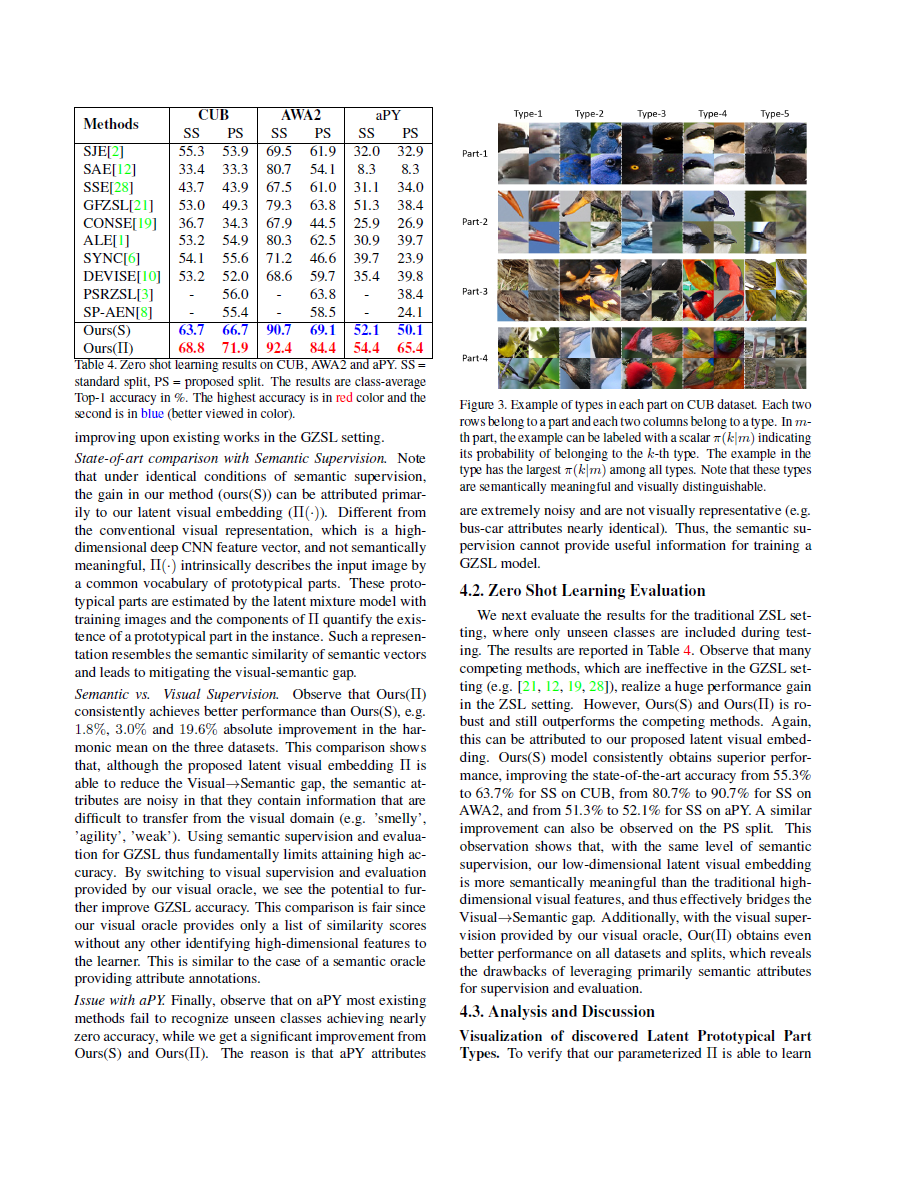 Methods CUB AWA2 aPY
SS PS SS PS SS PS
SJE[2] 55.3 53.9 69.5 61.9 32.0 32.9
SAE[12] 33.4 33.3 80.7 54.1 8.3 8.3
SSE[28] 43.7 43.9 67.5 61.0 31.1 34.0
GFZSL[21] 53.0 49.3 79.3 63.8 51.3 38.4
CONSE[19] 36.7 34.3 67.9 44.5 25.9 26.9
ALE[1] 53.2 54.9 80.3 62.5 30.9 39.7
SYNC[6] 54.1 55.6 71.2 46.6 39.7 23.9
DEVISE[10] 53.2 52.0 68.6 59.7 35.4 39.8
PSRZSL[3] - 56.0 - 63.8 - 38.4
SP-AEN[8] - 55.4 - 58.5 - 24.1
Ours(S) 63.7 66.7 90.7 69.1 52.1 50.1
Ours(Π) 68.8 71.9 92.4 84.4 54.4 65.4
Table 4. Zero shot learning results on CUB, AWA2 and aPY. SS =
standard split, PS = proposed split. The results are class-average
Top-1 accuracy in %. The highest accuracy is in red color and the
second is in blue (better viewed in color).
improving upon existing works in the GZSL setting.
State-of-art comparison with Semantic Supervision. Note
that under identical conditions of semantic supervision,
the gain in our method (ours(S)) can be attributed primar-
ily to our latent visual embedding (Π(·)). Different from
the conventional visual representation, which is a high-
dimensional deep CNN feature vector, and not semantically
meaningful, Π(·) intrinsically describes the input image by
a common vocabulary of prototypical parts. These proto-
typical parts are estimated by the latent mixture model with
training images and the components of Π quantify the exis-
tence of a prototypical part in the instance. Such a represen-
tation resembles the semantic similarity of semantic vectors
and leads to mitigating the visual-semantic gap.
Semantic vs. Visual Supervision. Observe that Ours(Π)
consistently achieves better performance than Ours(S), e.g.
1.8%, 3.0% and 19.6% absolute improvement in the har-
monic mean on the three datasets. This comparison shows
that, although the proposed latent visual embedding Π is
able to reduce the Visual→Semantic gap, the semantic at-
tributes are noisy in that they contain information that are
difficult to transfer from the visual domain (e.g. 'smelly',
'agility', 'weak'). Using semantic supervision and evalua-
tion for GZSL thus fundamentally limits attaining high ac-
curacy. By switching to visual supervision and evaluation
provided by our visual oracle, we see the potential to fur-
ther improve GZSL accuracy. This comparison is fair since
our visual oracle provides only a list of similarity scores
without any other identifying high-dimensional features to
the learner. This is similar to the case of a semantic oracle
providing attribute annotations.
Issue with aPY. Finally, observe that on aPY most existing
methods fail to recognize unseen classes achieving nearly
zero accuracy, while we get a significant improvement from
Ours(S) and Ours(Π). The reason is that aPY attributes
Type-1 Type-2 Type-3 Type-4 Type-5
Part-1
Part-2
Part-3
Part-4
Figure 3. Example of types in each part on CUB dataset. Each two
rows belong to a part and each two columns belong to a type. In m-
th part, the example can be labeled with a scalar π(k|m) indicating
its probability of belonging to the k-th type. The example in the
type has the largest π(k|m) among all types. Note that these types
are semantically meaningful and visually distinguishable.
are extremely noisy and are not visually representative (e.g.
bus-car attributes nearly identical). Thus, the semantic su-
pervision cannot provide useful information for training a
GZSL model.
4.2. Zero Shot Learning Evaluation
We next evaluate the results for the traditional ZSL set-
ting, where only unseen classes are included during test-
ing. The results are reported in Table 4. Observe that many
competing methods, which are ineffective in the GZSL set-
ting (e.g. [21, 12, 19, 28]), realize a huge performance gain
in the ZSL setting. However, Ours(S) and Ours(Π) is ro-
bust and still outperforms the competing methods. Again,
this can be attributed to our proposed latent visual embed-
ding. Ours(S) model consistently obtains superior perfor-
mance, improving the state-of-the-art accuracy from 55.3%
to 63.7% for SS on CUB, from 80.7% to 90.7% for SS on
AWA2, and from 51.3% to 52.1% for SS on aPY. A similar
improvement can also be observed on the PS split. This
observation shows that, with the same level of semantic
supervision, our low-dimensional latent visual embedding
is more semantically meaningful than the traditional high-
dimensional visual features, and thus effectively bridges the
Visual→Semantic gap. Additionally, with the visual super-
vision provided by our visual oracle, Our(Π) obtains even
better performance on all datasets and splits, which reveals
the drawbacks of leveraging primarily semantic attributes
for supervision and evaluation.
4.3. Analysis and Discussion
Visualization of discovered Latent Prototypical Part
Types. To verify that our parameterized Π is able to learn